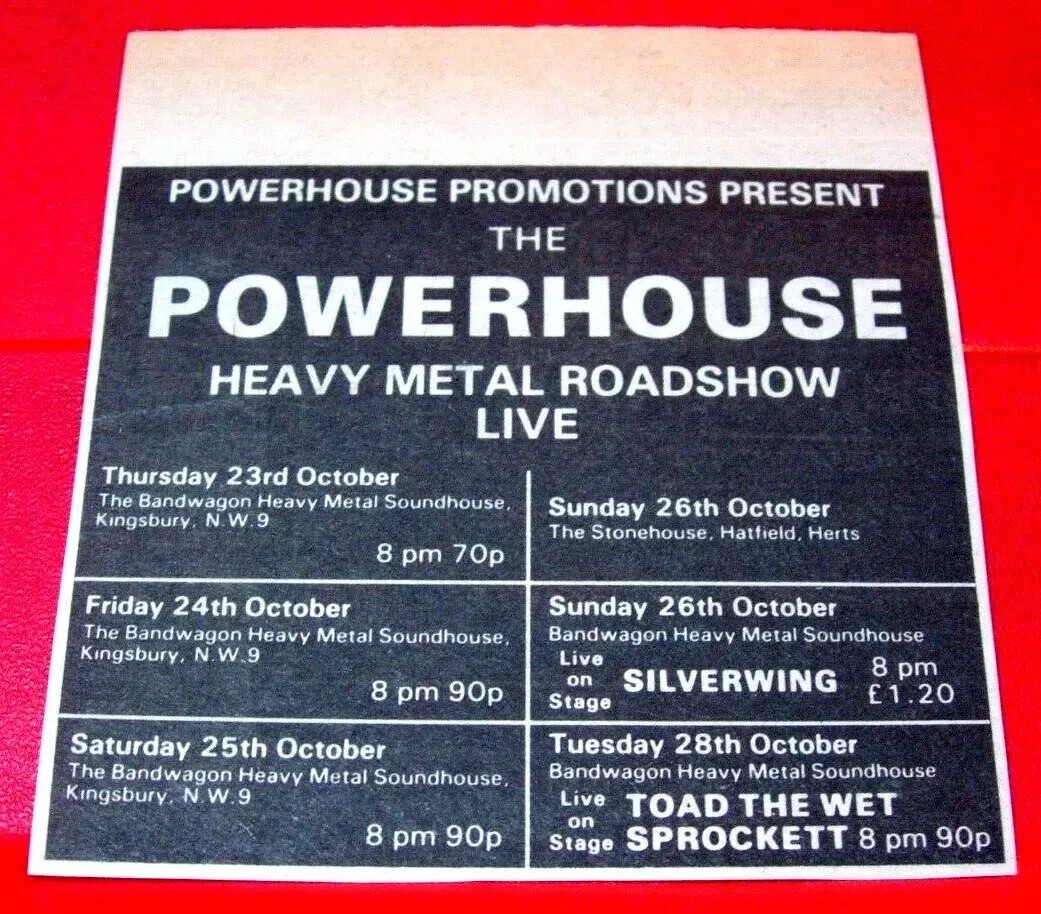 POWERHOUSE PROMOTIONS PRESENT
THE
POWERHOUSE
HEAVY METAL ROADSHOW
LIVE
Thursday 23rd October
The Bandwagon Heavy Metal Soundhouse,
Kingsbury, N.W.9
8 pm 70p
Friday 24th October
The Bandwagon Heavy Metal Soundhouse,
Kingsbury, N.W.9
8 pm 90p
Saturday 25th October
The Bandwagon Heavy Metal Soundhouse,
Kingsbury, N.W.9
8 pm 90p
Sunday 26th October
The Stonehouse, Hatfield, Herts
Sunday 26th October
Bandwagon Heavy Metal Soundhouse
Live on Stage SILVERWING 8 pm
£1.20
Tuesday 28th October
Bandwagon Heavy Metal Soundhouse
Live on Stage TOAD THE WET
SPROCKETT 8 pm 90p